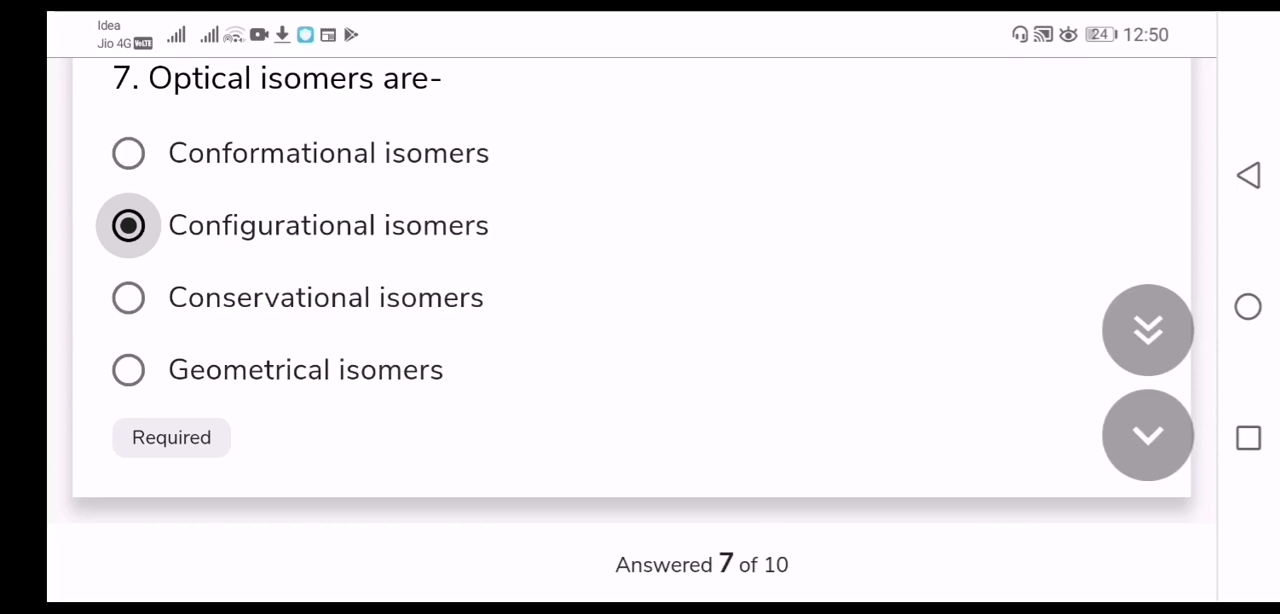 Idea
Jio 4G VoLTE
24 12:50
7. Optical isomers are-
Conformational isomers
Configurational isomers
Conservational isomers
Geometrical isomers
Required
Answered 7 of 10